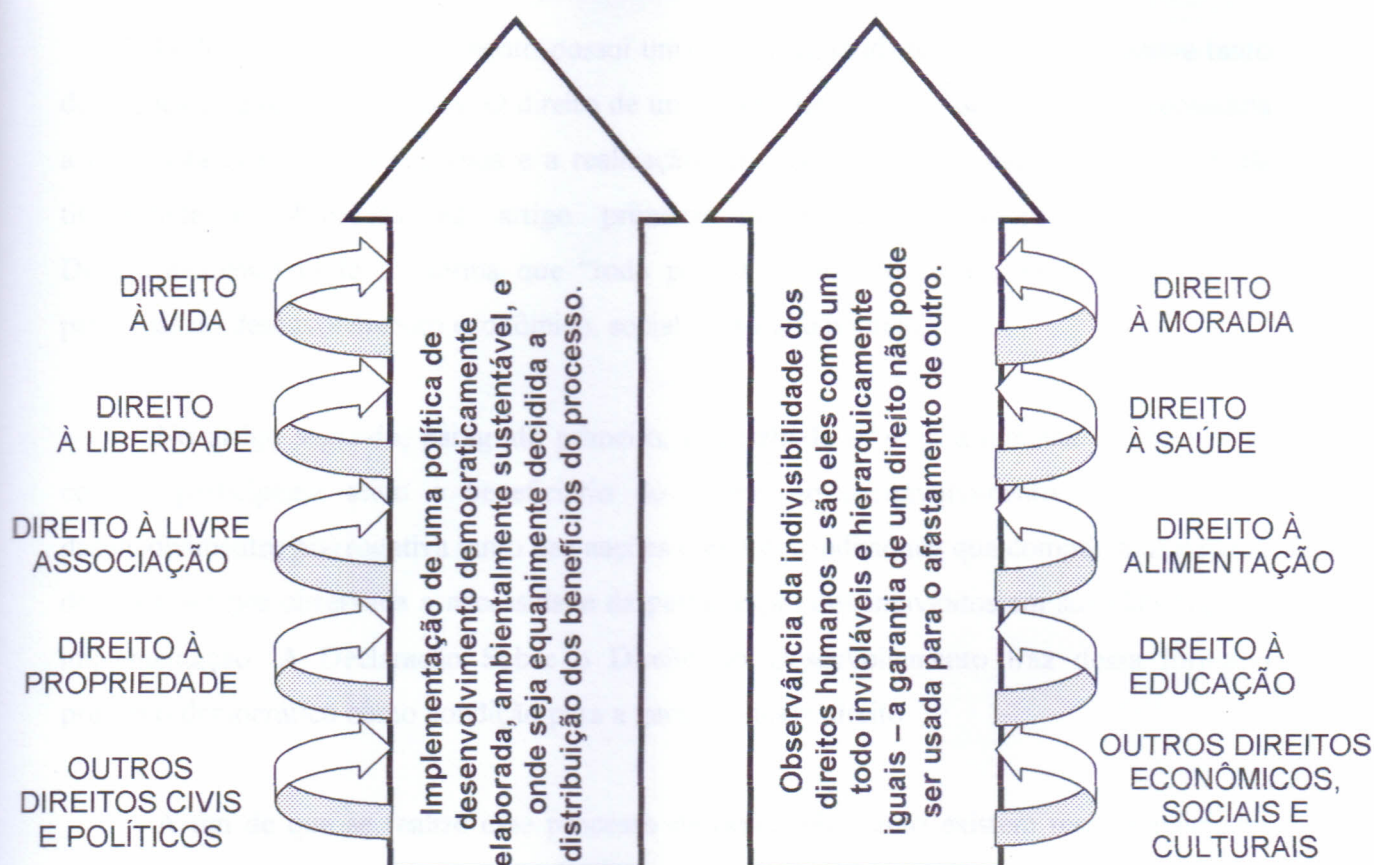 DIREITO
À VIDA
DIREITO
À LIBERDADE
DIREITO À LIVRE
ASSOCIAÇÃO
DIREITO À
PROPRIEDADE
OUTROS
DIREITOS CIVIS
E POLÍTICOS
Implementação de uma política de
desenvolvimento democraticamente
elaborada, ambientalmente sustentável, e
onde seja equanimente decidida a
distribuição dos benefícios do processo.
Observância da indivisibilidade dos
direitos humanos – são eles como um
todo invioláveis e hierarquicamente
iguais – a garantia de um direito não pode
ser usada para o afastamento de outro.
DIREITO
À MORADIA
DIREITO
À SAÚDE
DIREITO À
ALIMENTAÇÃO
DIREITO À
EDUCAÇÃO
OUTROS DIREITOS
ECONÔMICOS,
SOCIAIS E
CULTURAIS